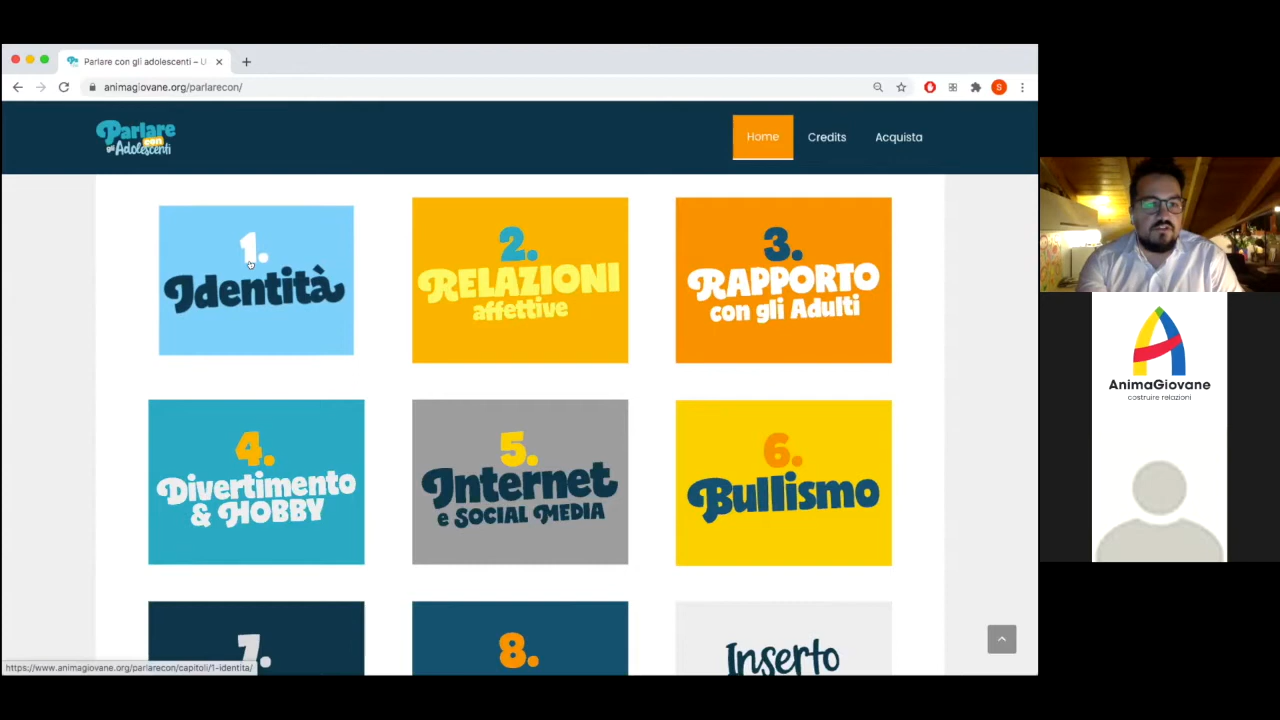 Parlare con gli adolescenti – U
animagiovane.org/parlarecon/
S
Parlare
con
gli Adolescenti
Home
Credits
Acquista
1.
Identità
2.
RELAZIONI
affettive
3.
RAPPORTO
con gli Adulti
4.
Divertimento
& HOBBY
5.
Internet
e SOCIAL MEDIA
6.
Bullismo
7.
8.
Inserto
https://www.animagiovane.org/parlarecon/capitoli/1-identita/
AnimaGiovane
costruire relazioni